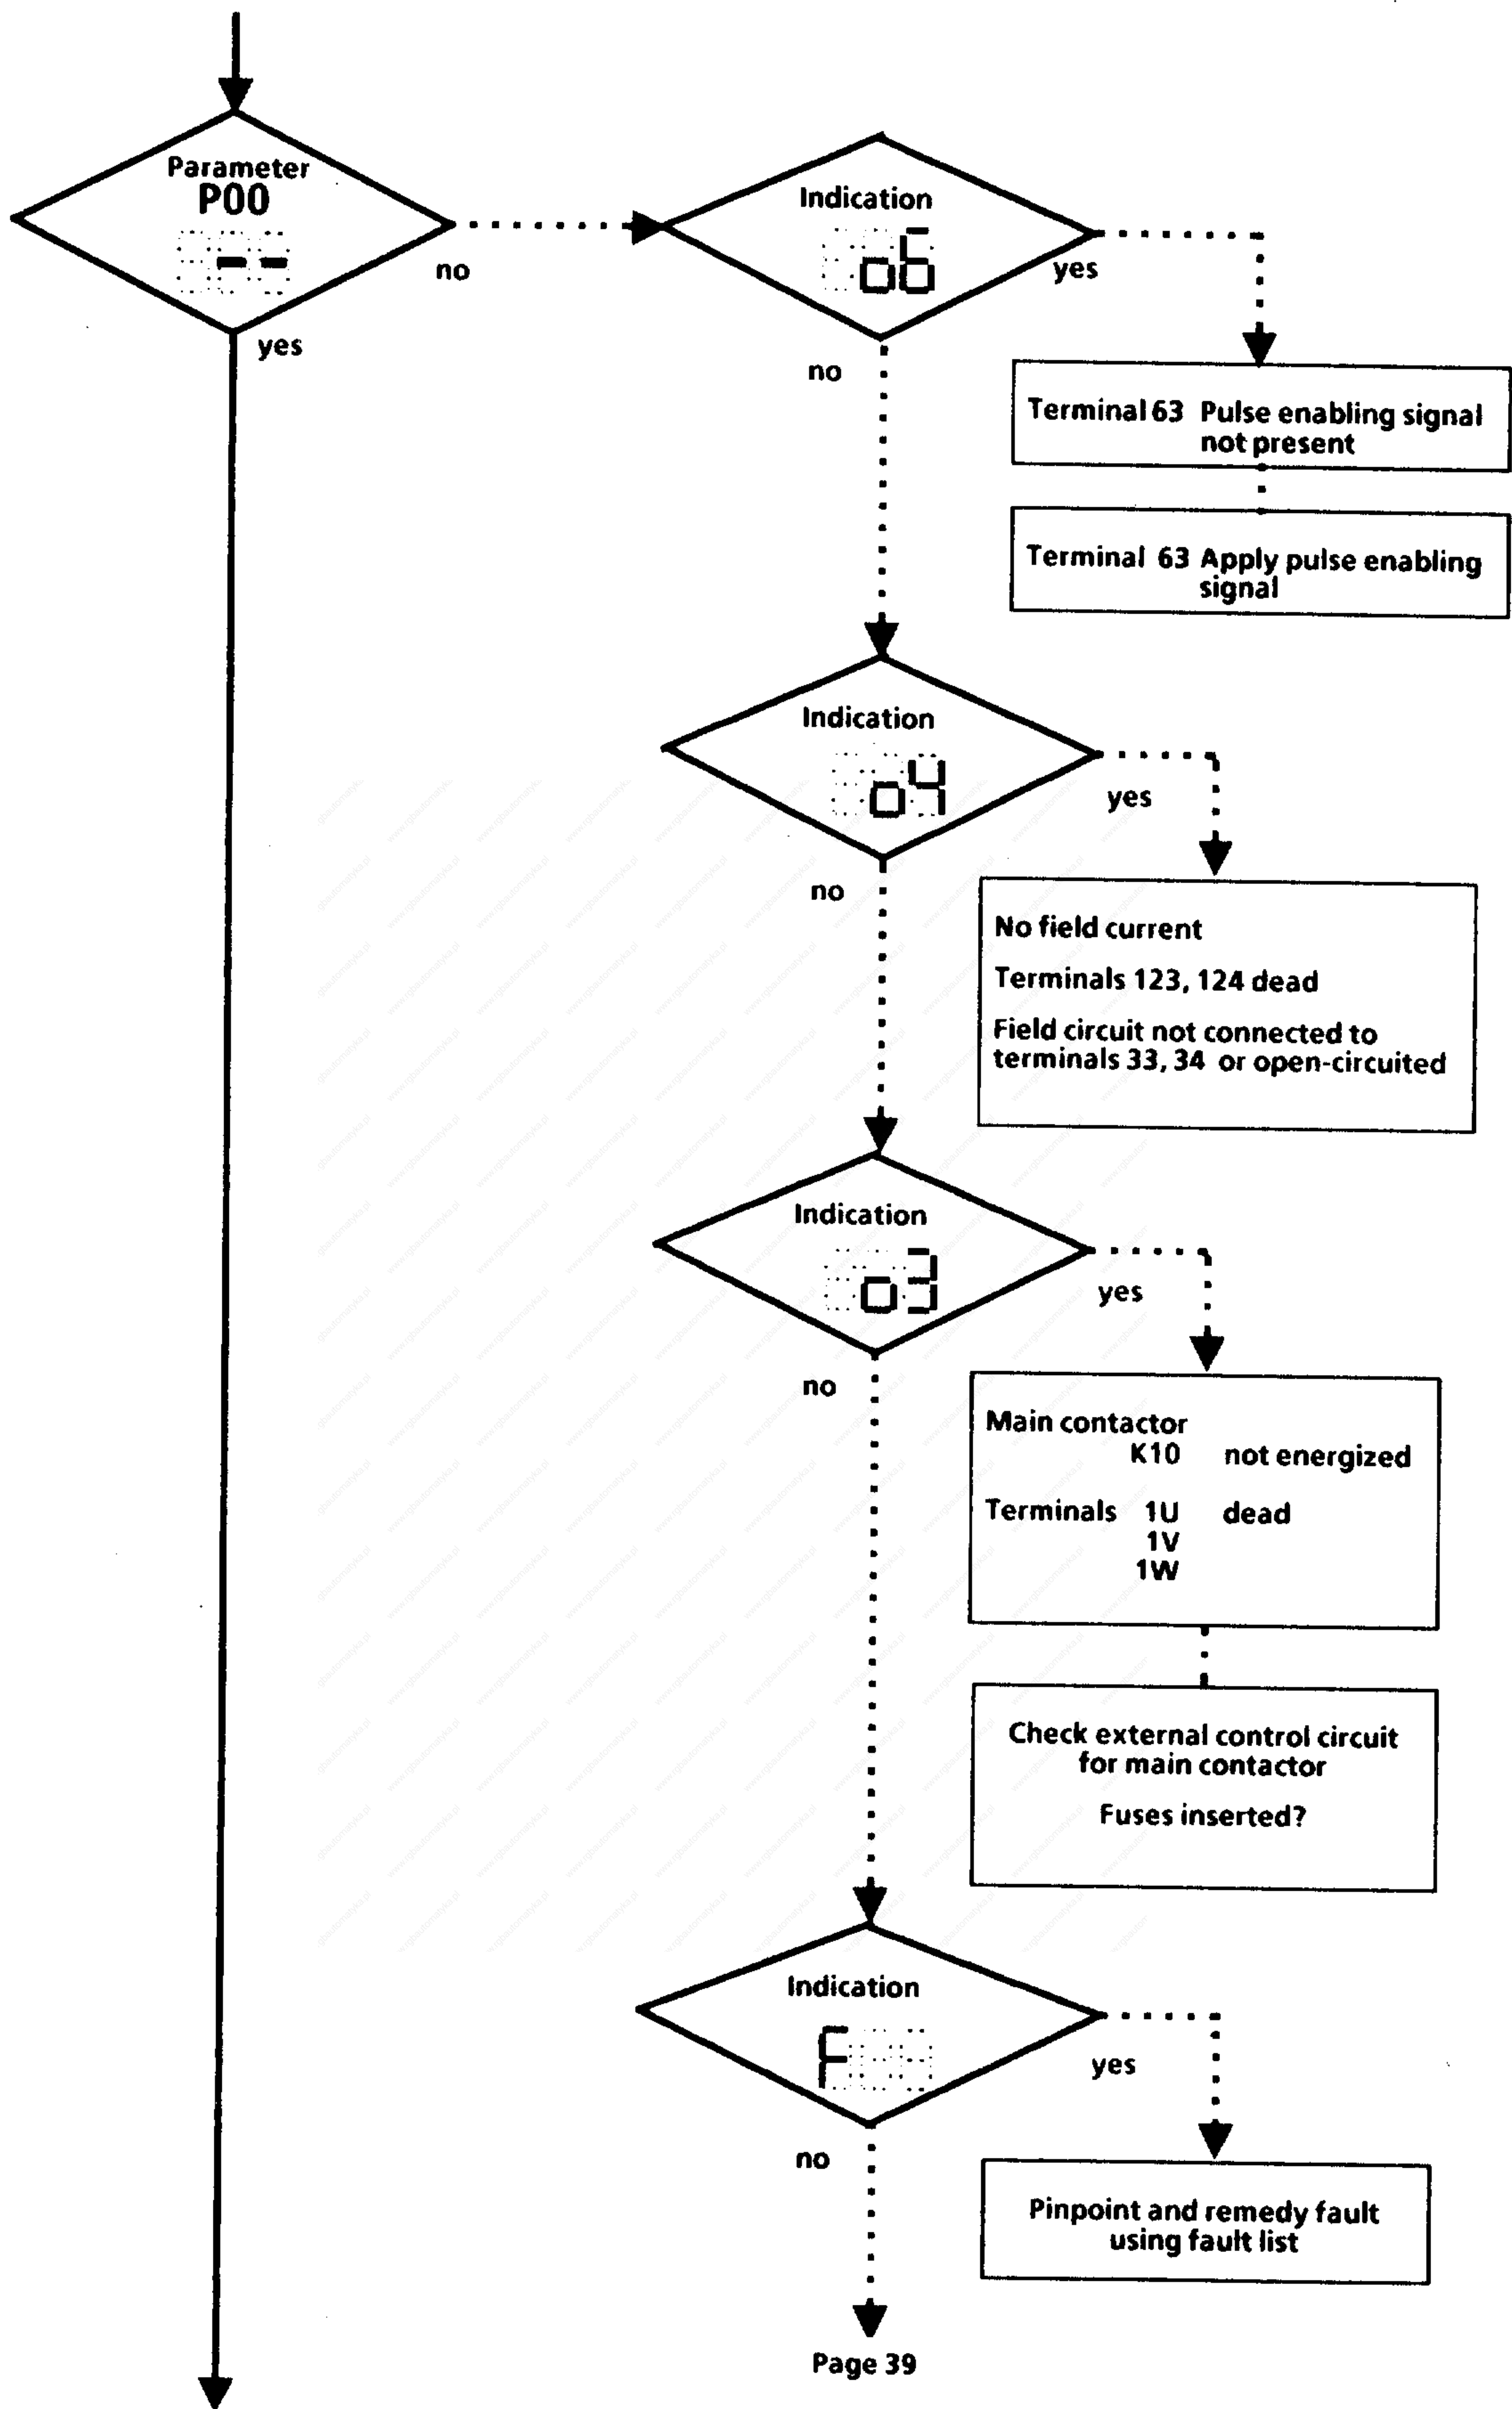 Parameter
P00
--
no
yes
Indication
o6
yes
no
Terminal 63 Pulse enabling signal
not present
Terminal 63 Apply pulse enabling
signal
Indication
o4
yes
no
No field current
Terminals 123, 124 dead
Field circuit not connected to
terminals 33, 34 or open-circuited
Indication
o3
yes
no
Main contactor
K10 not energized
Terminals 1U dead
1V
1W
Check external control circuit
for main contactor
Fuses inserted?
Indication
F
yes
no
Pinpoint and remedy fault
using fault list
Page 39